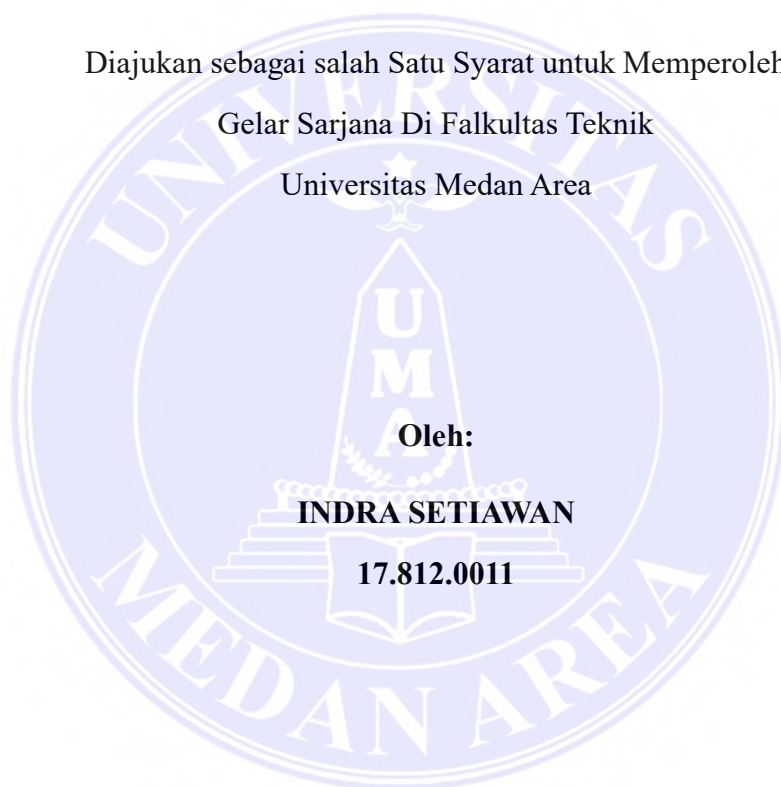 Diajukan sebagai salah Satu Syarat untuk Memperoleh
Gelar Sarjana Di Falkultas Teknik
Universitas Medan Area
UNIVERSITAS
U
M
A
Oleh:
INDRA SETIAWAN
17.812.0011
MEDAN AREA